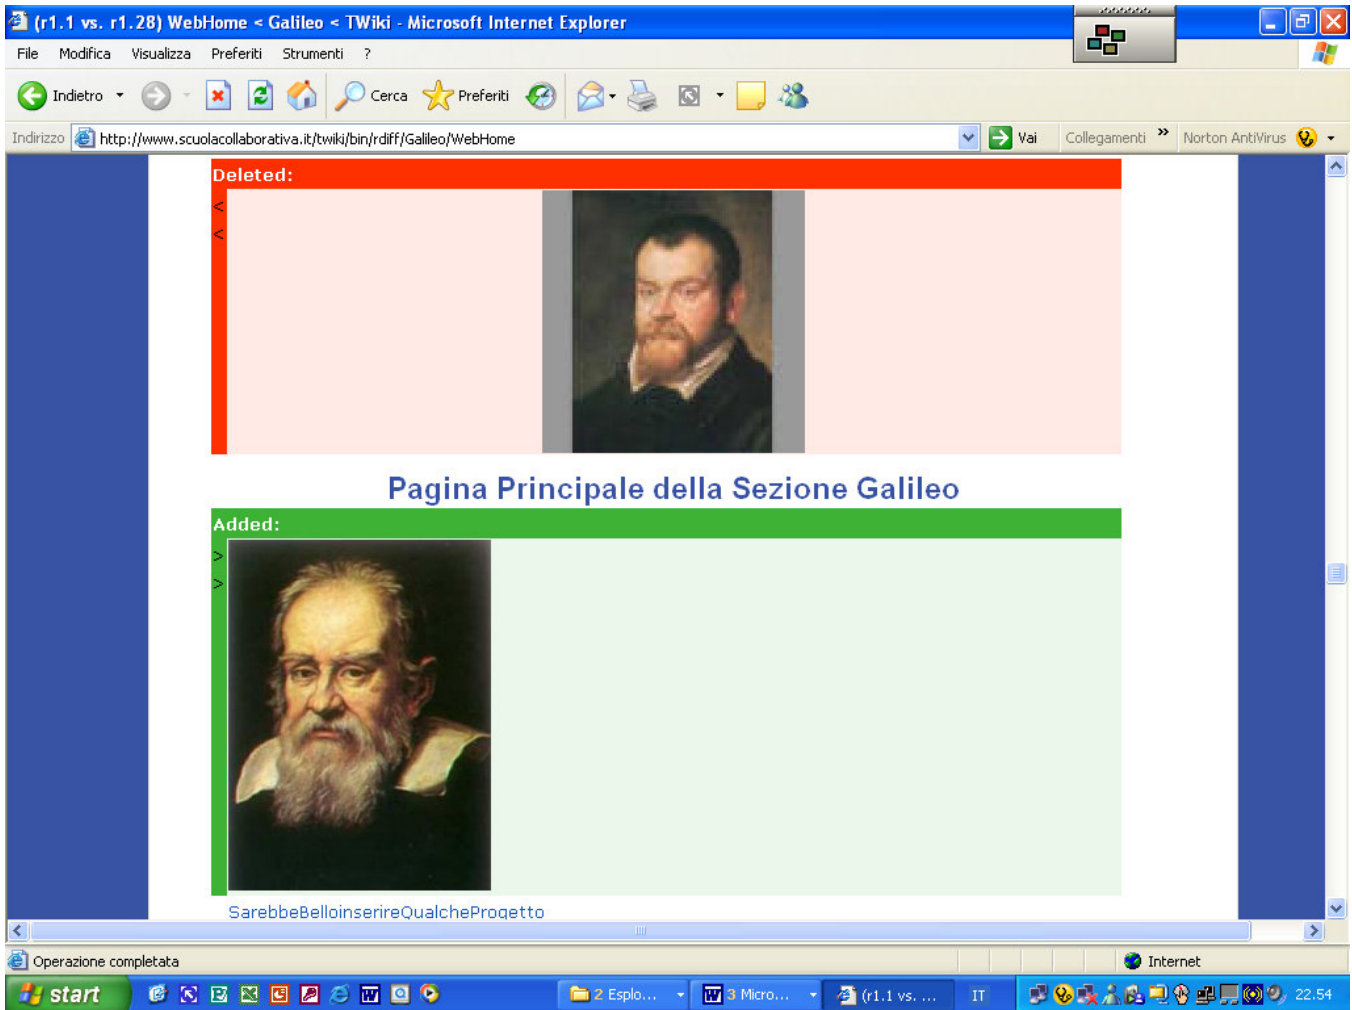 (r1.1 vs. r1.28) WebHome < Galileo < TWiki - Microsoft Internet Explorer
File Modifica Visualizza Preferiti Strumenti ?
Indietro Cerca Preferiti
Indirizzo http://www.scuolacollaborativa.it/twiki/bin/rdiff/Galileo/WebHome Vai Collegamenti » Norton AntiVirus
Deleted:
<
<
Pagina Principale della Sezione Galileo
Added:
>
>
SarebbeBelloinserireQualcheProgetto
Operazione completata Internet
start 2 Esplo... 3 Micro... (r1.1 vs. ... IT 22.54